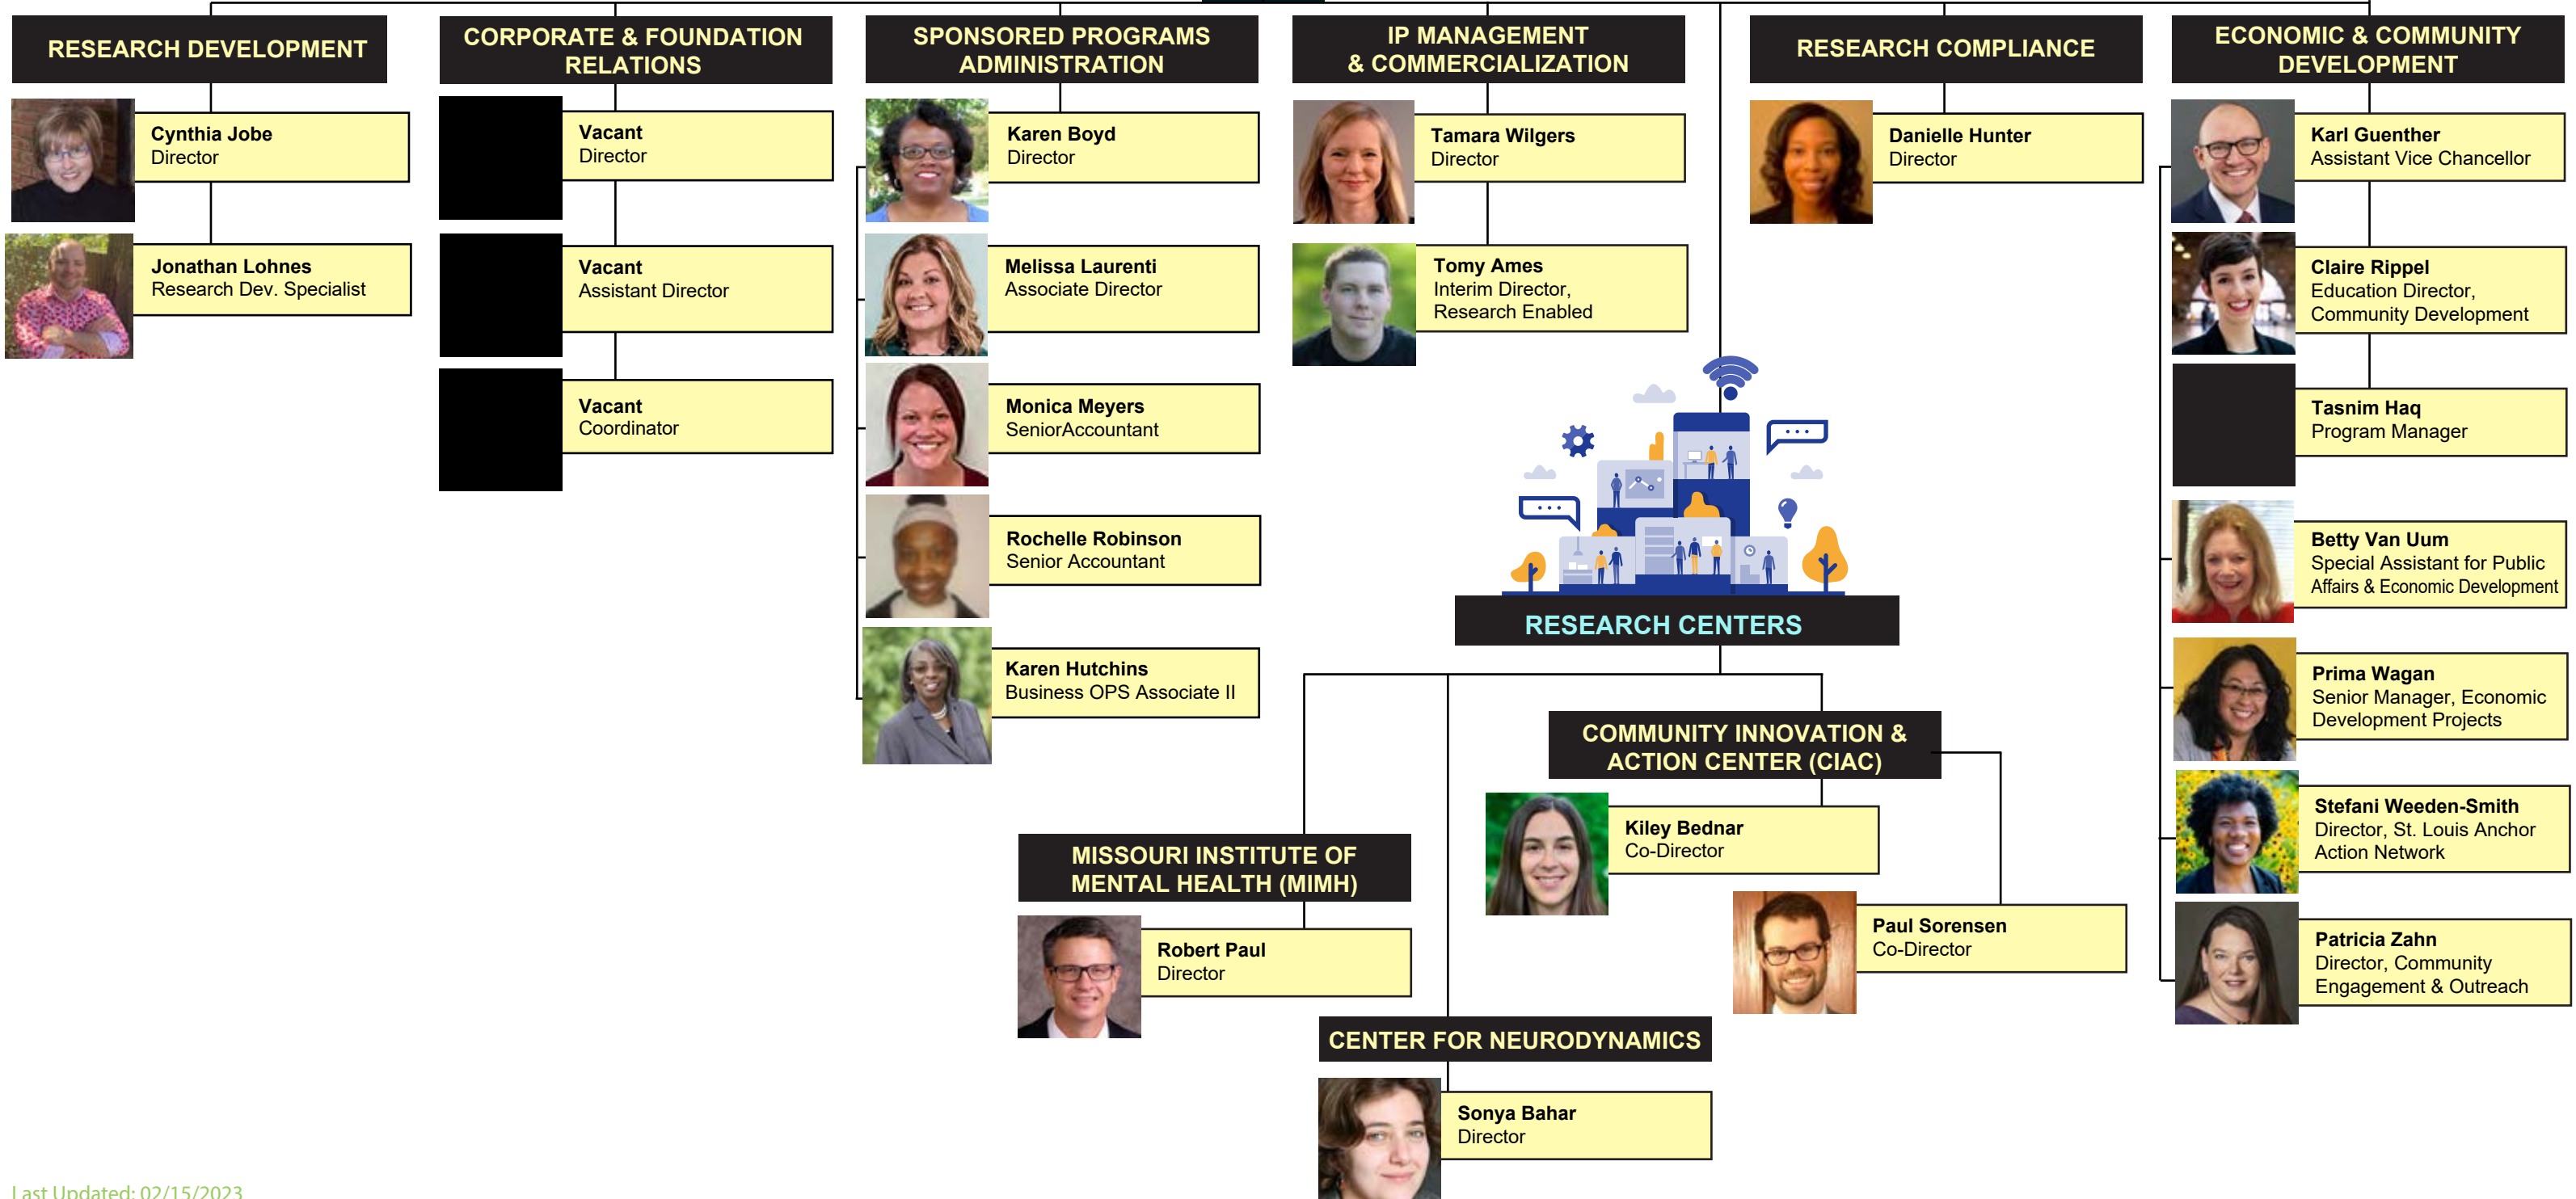 RESEARCH DEVELOPMENT
Cynthia Jobe
Director
Jonathan Lohnes
Research Dev. Specialist
CORPORATE & FOUNDATION
RELATIONS
Vacant
Director
Vacant
Assistant Director
Vacant
Coordinator
SPONSORED PROGRAMS
ADMINISTRATION
Karen Boyd
Director
Melissa Laurenti
Associate Director
Monica Meyers
SeniorAccountant
Rochelle Robinson
Senior Accountant
Karen Hutchins
Business OPS Associate II
IP MANAGEMENT
& COMMERCIALIZATION
Tamara Wilgers
Director
Tomy Ames
Interim Director,
Research Enabled
RESEARCH COMPLIANCE
Danielle Hunter
Director
ECONOMIC & COMMUNITY
DEVELOPMENT
Karl Guenther
Assistant Vice Chancellor
Claire Rippel
Education Director,
Community Development
Tasnim Haq
Program Manager
Betty Van Uum
Special Assistant for Public
Affairs & Economic Development
Prima Wagan
Senior Manager, Economic
Development Projects
Stefani Weeden-Smith
Director, St. Louis Anchor
Action Network
Patricia Zahn
Director, Community
Engagement & Outreach
RESEARCH CENTERS
MISSOURI INSTITUTE OF
MENTAL HEALTH (MIMH)
Robert Paul
Director
CENTER FOR NEURODYNAMICS
Sonya Bahar
Director
COMMUNITY INNOVATION &
ACTION CENTER (CIAC)
Kiley Bednar
Co-Director
Paul Sorensen
Co-Director
Last Updated: 02/15/2023